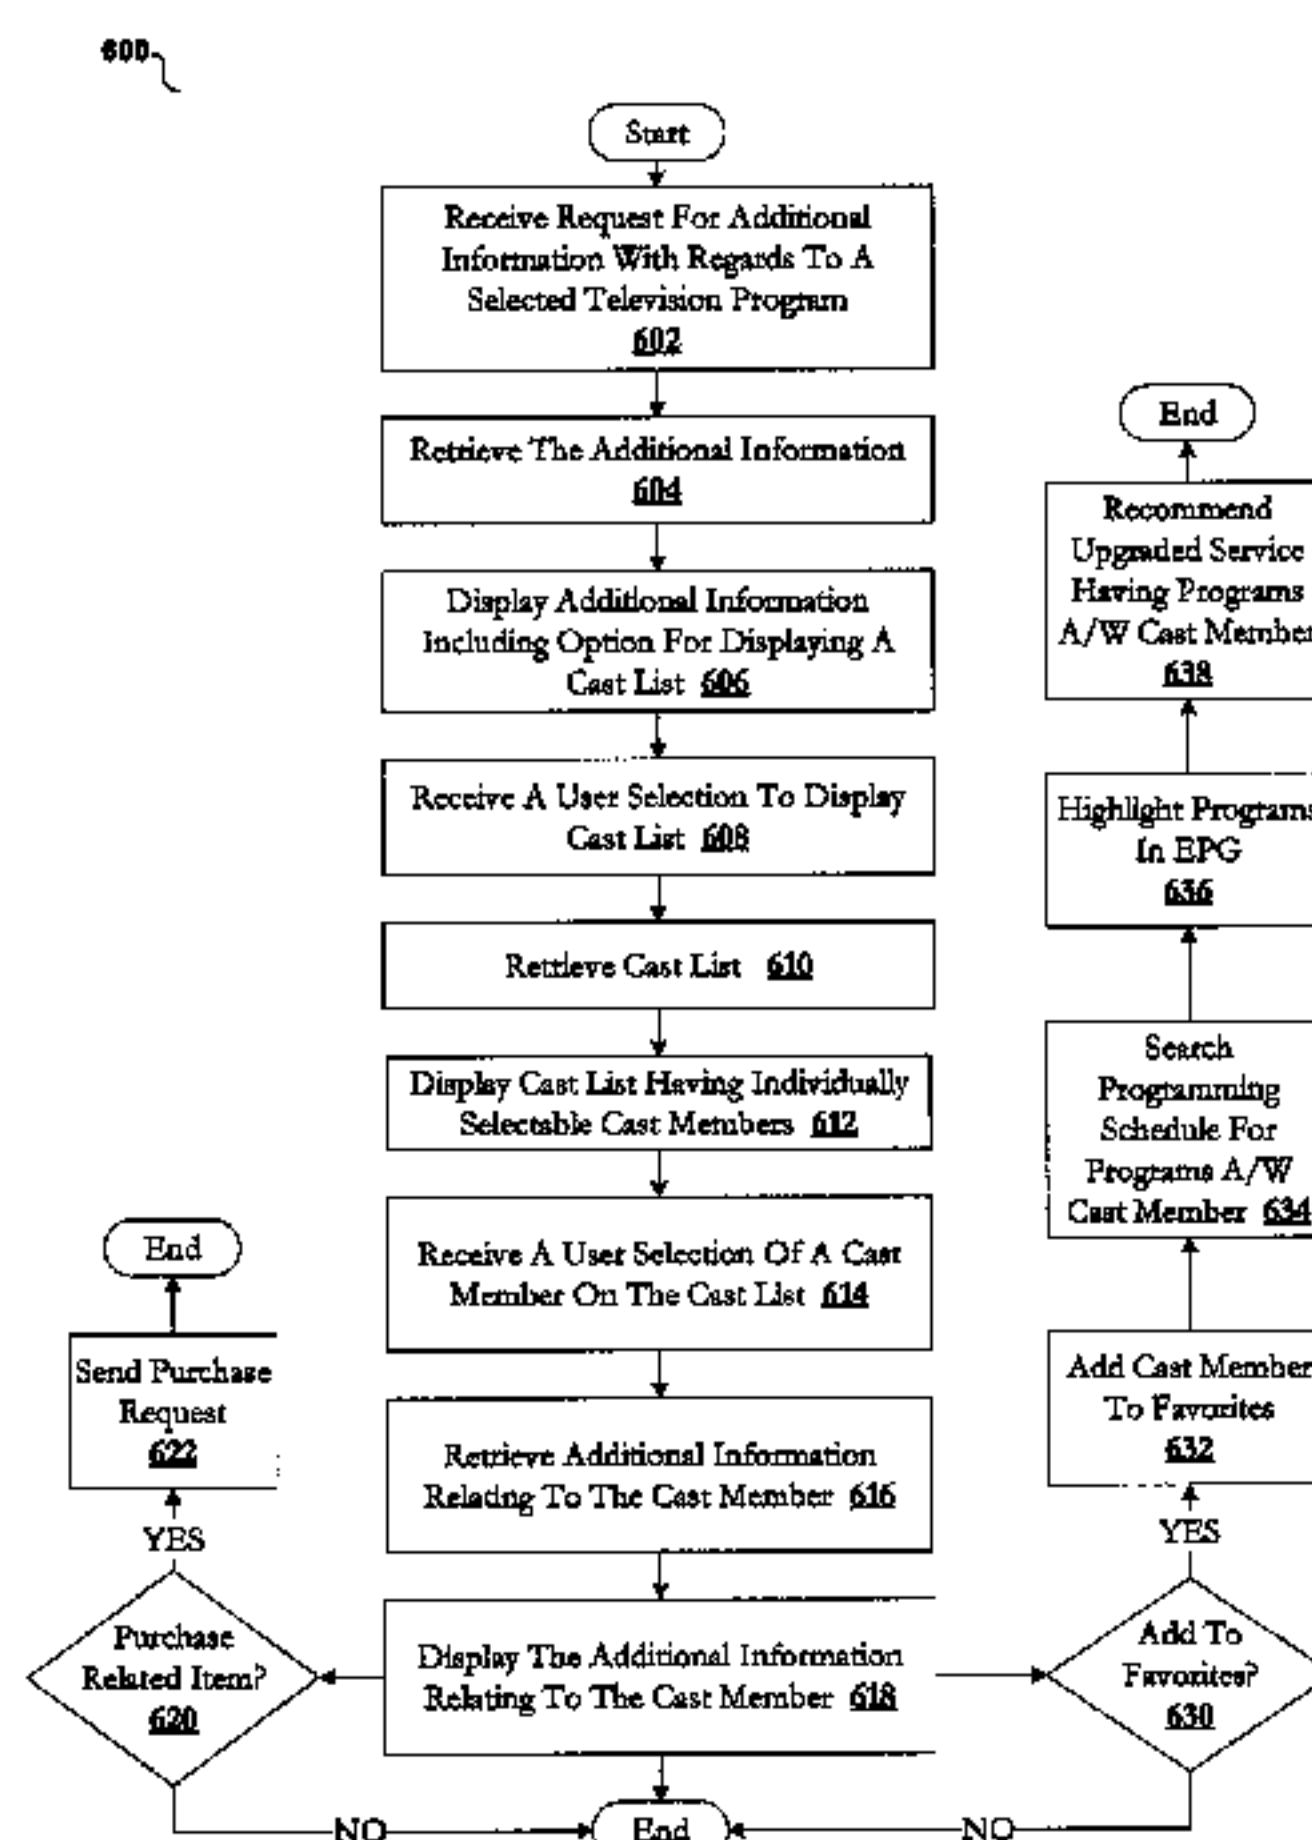 600
Start
Receive Request For Additional
Information With Regards To A
Selected Television Program
602
Retrieve The Additional Information
604
Display Additional Information
Including Option For Displaying A
Cast List 606
Receive A User Selection To Display
Cast List 608
Retrieve Cast List 610
Display Cast List Having Individually
Selectable Cast Members 612
Receive A User Selection Of A Cast
Member On The Cast List 614
Retrieve Additional Information
Relating To The Cast Member 616
Display The Additional Information
Relating To The Cast Member 618
End
Purchase
Related Item?
620
YES
NO
Send Purchase
Request
622
End
Add To
Favorites?
630
YES
NO
Add Cast Member
To Favorites
632
Search
Programming
Schedule For
Programs A/W
Cast Member 634
Highlight Programs
In EPG
636
Recommend
Upgraded Service
Having Programs
A/W Cast Member
638
End